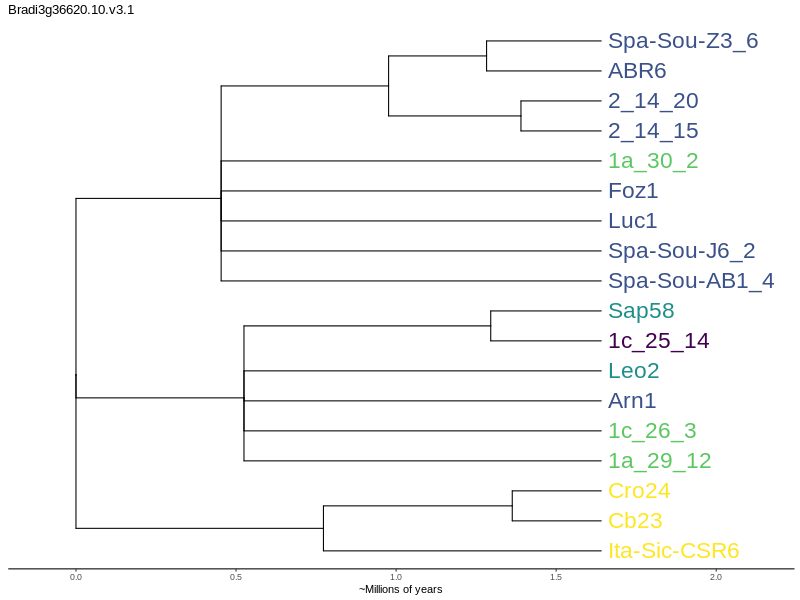 Bradi3g36620.10.v3.1
Spa-Sou-Z3_6
ABR6
2_14_20
2_14_15
1a_30_2
Foz1
Luc1
Spa-Sou-J6_2
Spa-Sou-AB1_4
Sap58
1c_25_14
Leo2
Arn1
1c_26_3
1a_29_12
Cro24
Cb23
Ita-Sic-CSR6
0.0 0.5 1.0 1.5 2.0
~Millions of years